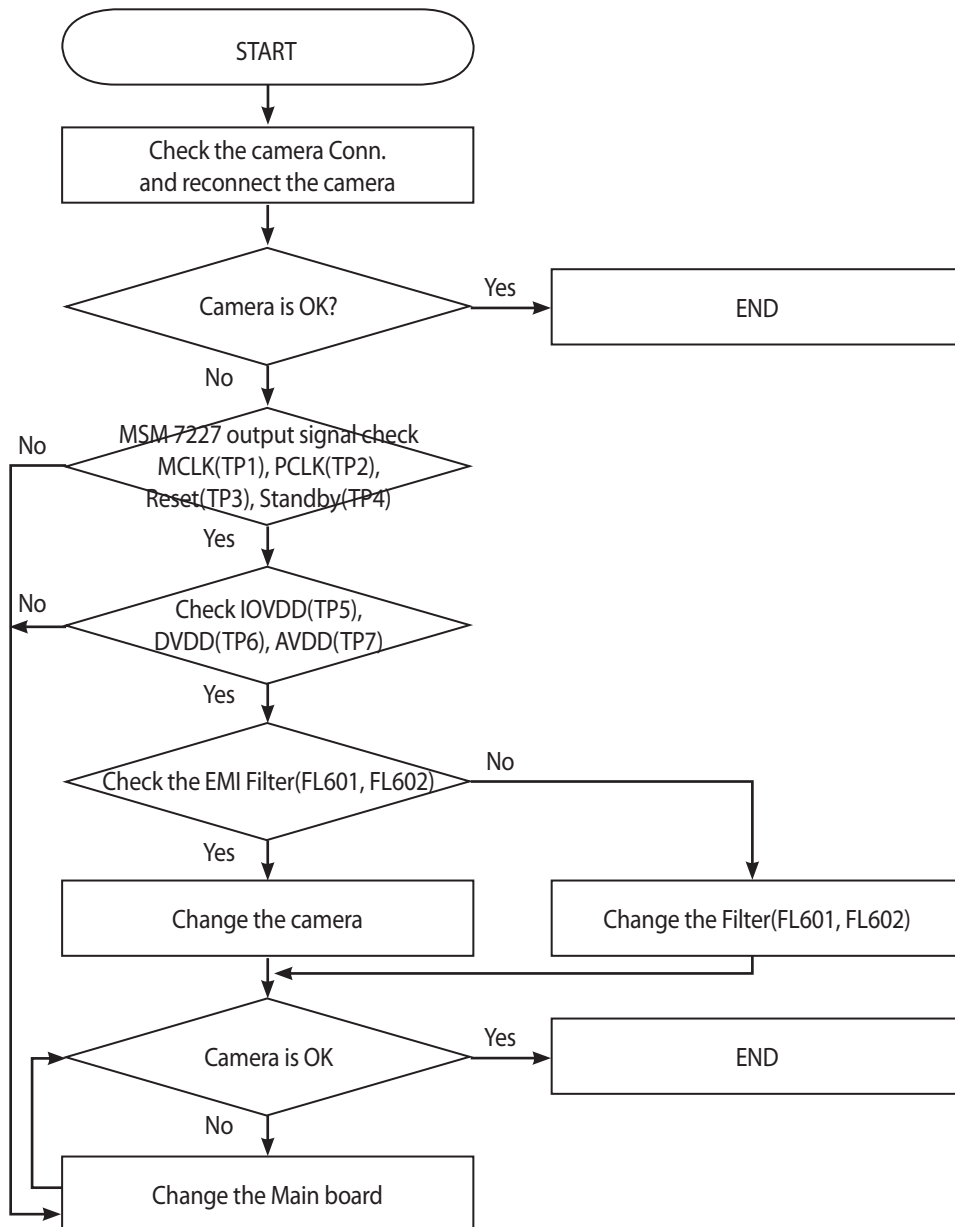 START
Check the camera Conn.
and reconnect the camera
Camera is OK?
Yes
END
No
MSM 7227 output signal check
MCLK(TP1), PCLK(TP2),
Reset(TP3), Standby(TP4)
No
Yes
Check IOVDD(TP5),
DVDD(TP6), AVDD(TP7)
No
Yes
Check the EMI Filter(FL601, FL602)
No
Yes
Change the camera
Change the Filter(FL601, FL602)
Camera is OK
Yes
END
No
Change the Main board